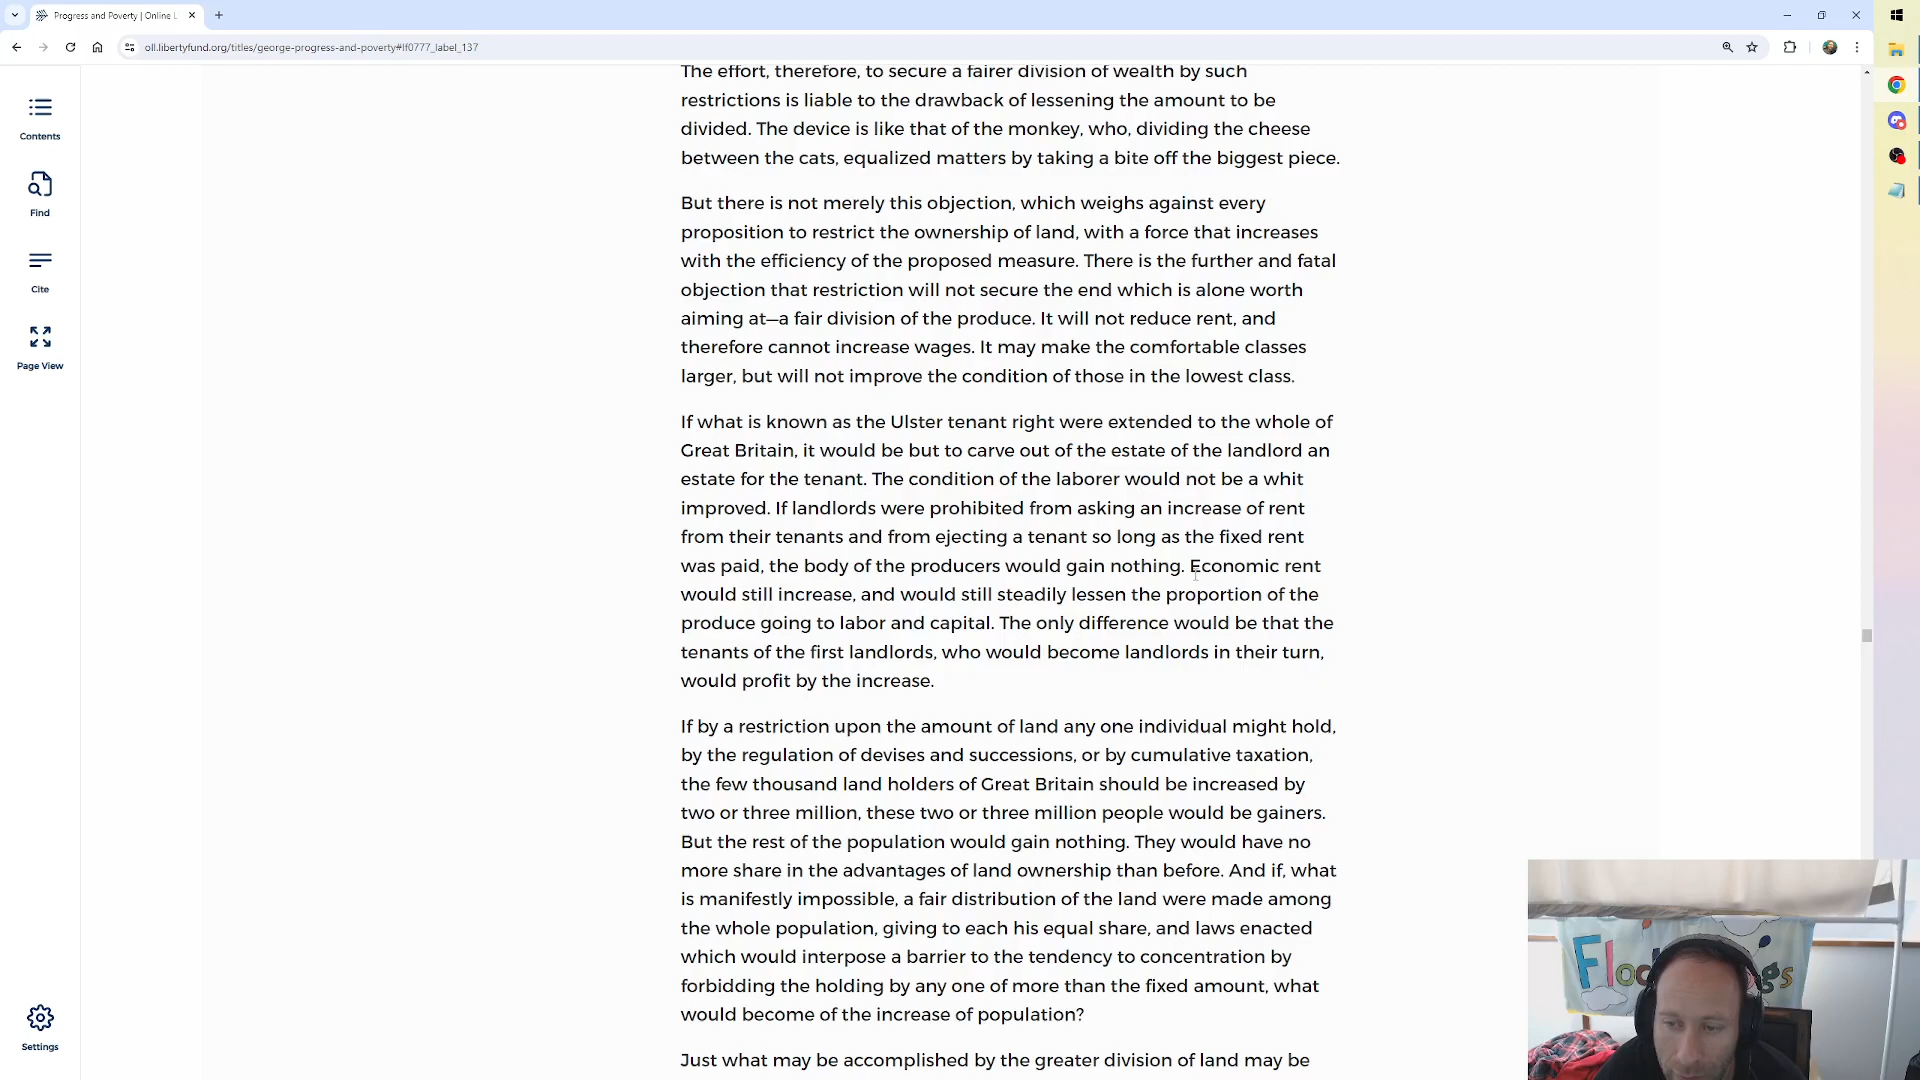 Progress and Poverty | Online L
oll.libertyfund.org/titles/george-progress-and-poverty#lf0777_label_137
Contents
Find
Cite
Page View
Settings
The effort, therefore, to secure a fairer division of wealth by such
restrictions is liable to the drawback of lessening the amount to be
divided. The device is like that of the monkey, who, dividing the cheese
between the cats, equalized matters by taking a bite off the biggest piece.
But there is not merely this objection, which weighs against every
proposition to restrict the ownership of land, with a force that increases
with the efficiency of the proposed measure. There is the further and fatal
objection that restriction will not secure the end which is alone worth
aiming at—a fair division of the produce. It will not reduce rent, and
therefore cannot increase wages. It may make the comfortable classes
larger, but will not improve the condition of those in the lowest class.
If what is known as the Ulster tenant right were extended to the whole of
Great Britain, it would be but to carve out of the estate of the landlord an
estate for the tenant. The condition of the laborer would not be a whit
improved. If landlords were prohibited from asking an increase of rent
from their tenants and from ejecting a tenant so long as the fixed rent
was paid, the body of the producers would gain nothing. Economic rent
would still increase, and would still steadily lessen the proportion of the
produce going to labor and capital. The only difference would be that the
tenants of the first landlords, who would become landlords in their turn,
would profit by the increase.
If by a restriction upon the amount of land any one individual might hold,
by the regulation of devises and successions, or by cumulative taxation,
the few thousand land holders of Great Britain should be increased by
two or three million, these two or three million people would be gainers.
But the rest of the population would gain nothing. They would have no
more share in the advantages of land ownership than before. And if, what
is manifestly impossible, a fair distribution of the land were made among
the whole population, giving to each his equal share, and laws enacted
which would interpose a barrier to the tendency to concentration by
forbidding the holding by any one of more than the fixed amount, what
would become of the increase of population?
Just what may be accomplished by the greater division of land may be